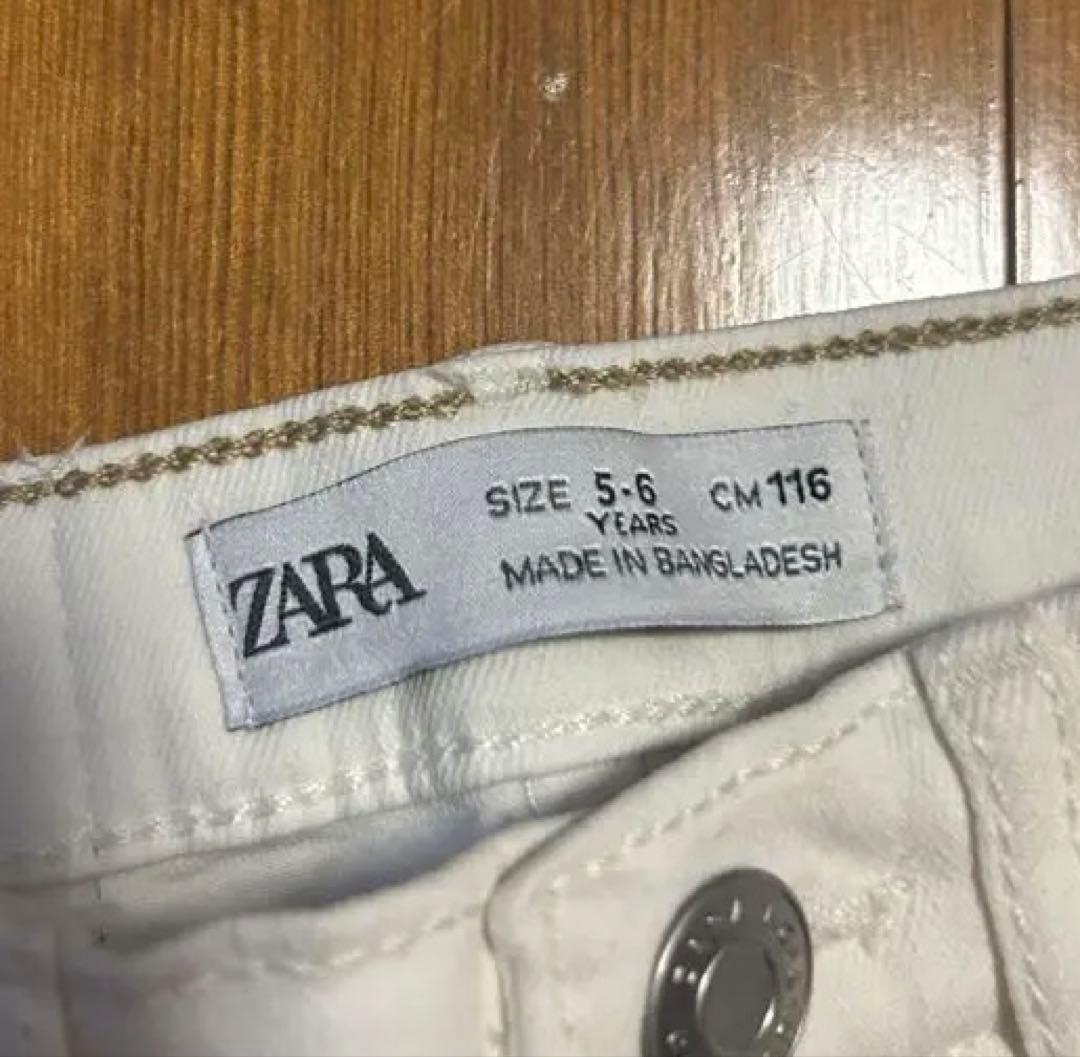 ZARA
SIZE 5-6 CM 116
YEARS
MADE IN BANGLADESH